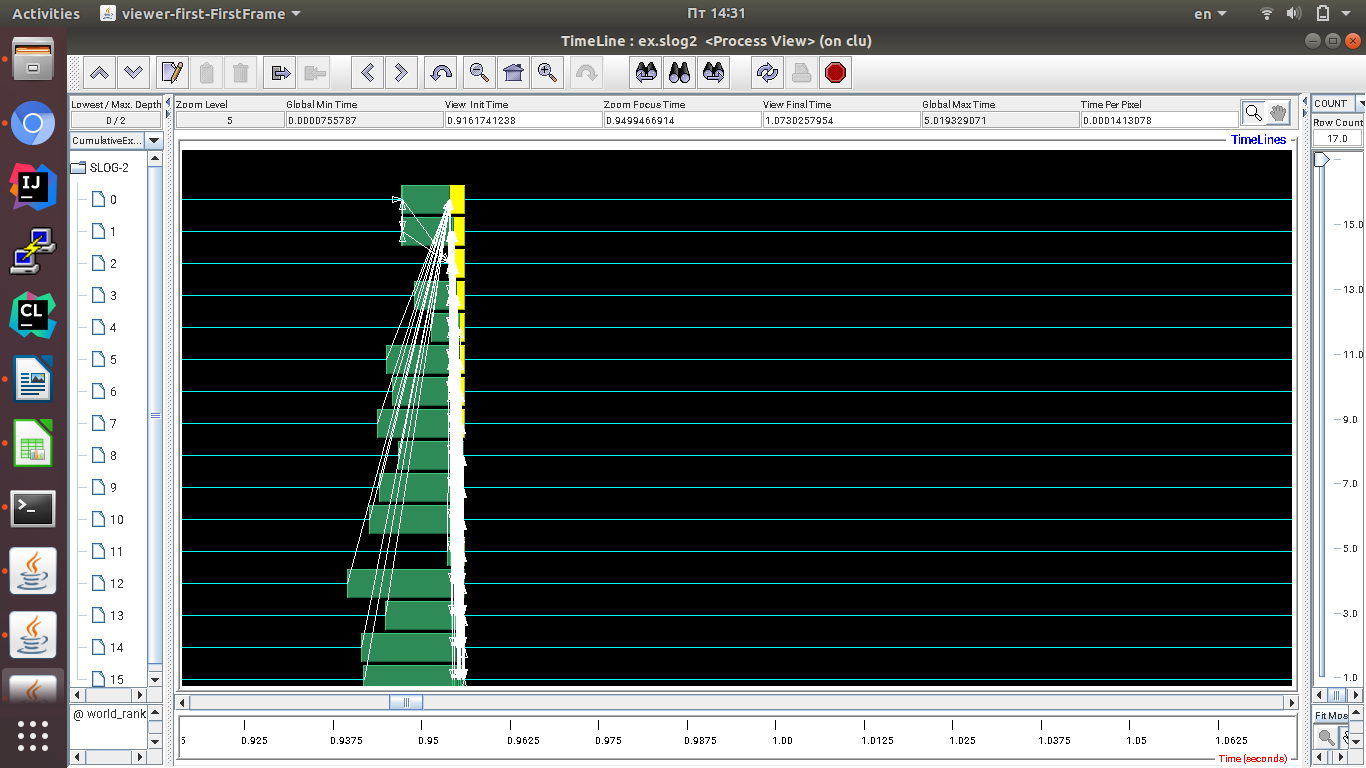 Activities viewer-first-FirstFrame Пт 14:31 en
TimeLine : ex.slog2 <Process View> (on clu)
Lowest / Max. Depth Zoom Level Global Min Time View Init Time Zoom Focus Time View Final Time Global Max Time Time Per Pixel COUNT
0 / 2 5 0.0000755787 0.9161741238 0.9499466914 1.0730257954 5.019329071 0.0001413078 Row Count
17.0
CumulativeEx... TimeLines
SLOG-2
0
1
15.0
2
3
13.0
4
11.0
5
6
7
9.0
8
9
7.0
10
11
5.0
12
13
3.0
14
15
1.0
@ world_rank Fit Mos
5 0.925 0.9375 0.95 0.9625 0.975 0.9875 1.00 1.0125 1.025 1.0375 1.05 1.0625
Time (seconds)
IJ
CL
>_